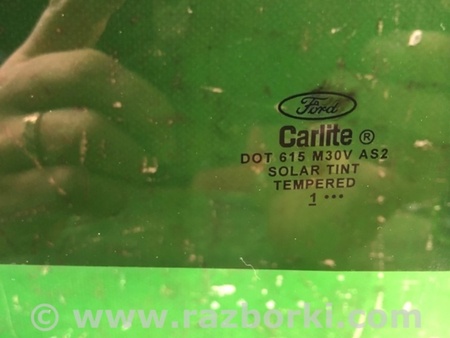 Ford
Carlite ®
DOT 615 M30V AS2
SOLAR TINT
TEMPERED
1 •••
© www.razborki.com